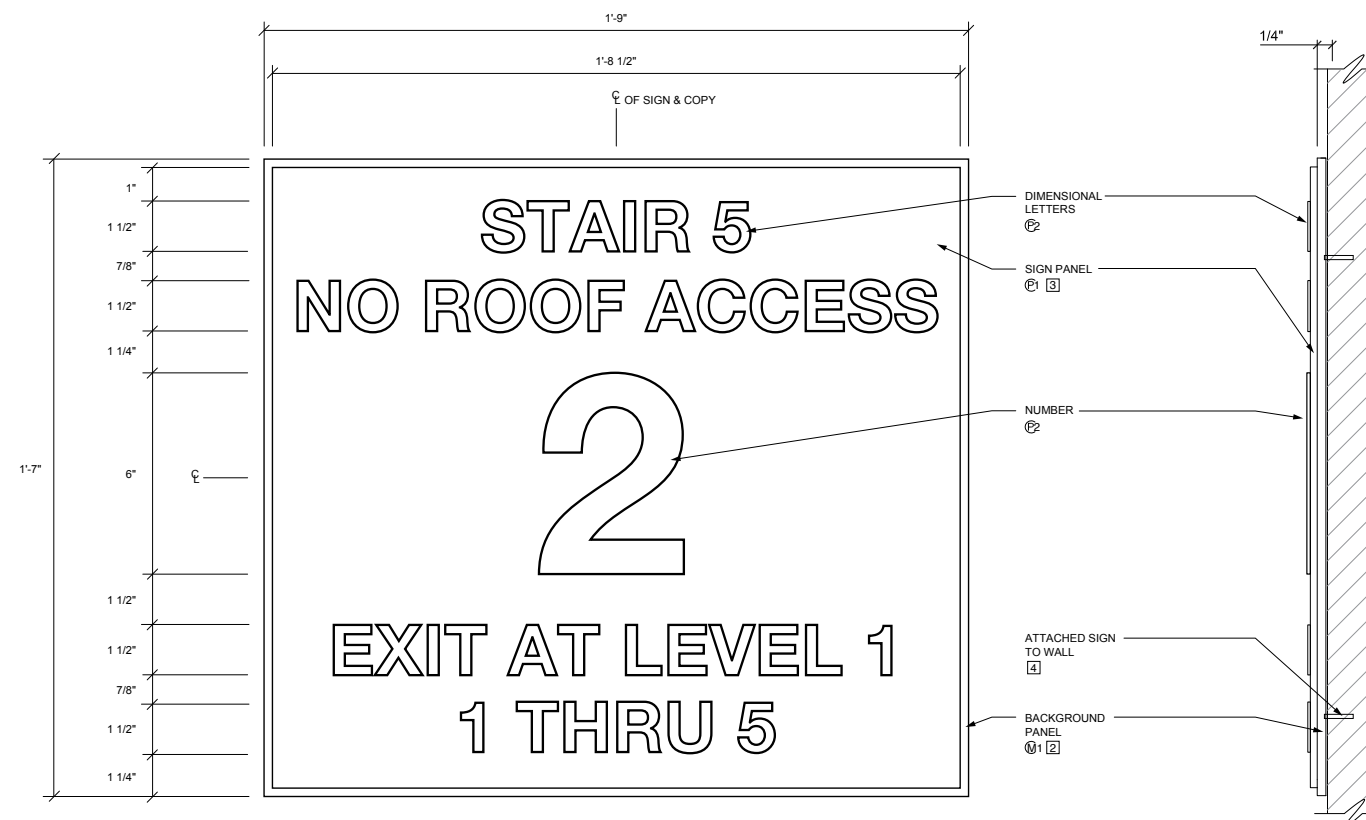 1'-9"
1'-8 1/2"
1/4"
℄ OF SIGN & COPY
1"
1 1/2"
7/8"
1 1/2"
1 1/4"
6"
1 1/2"
1 1/2"
7/8"
1 1/2"
1 1/4"
1'-7"
℄
STAIR 5
NO ROOF ACCESS
2
EXIT AT LEVEL 1
1 THRU 5
DIMENSIONAL
LETTERS
P2
SIGN PANEL
P1 3
NUMBER
P2
ATTACHED SIGN
TO WALL
4
BACKGROUND
PANEL
M1 2